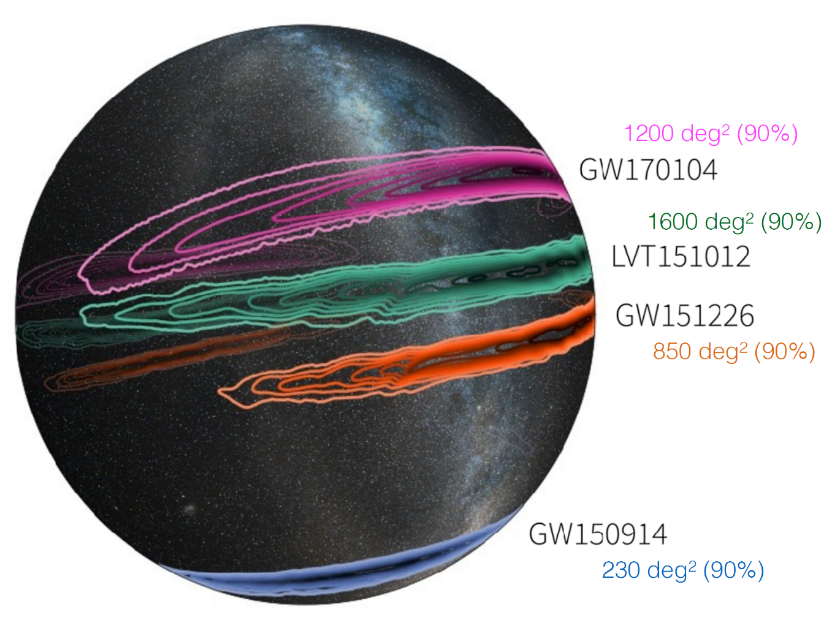 1200 deg² (90%)
GW170104
1600 deg² (90%)
LVT151012
GW151226
850 deg² (90%)
GW150914
230 deg² (90%)